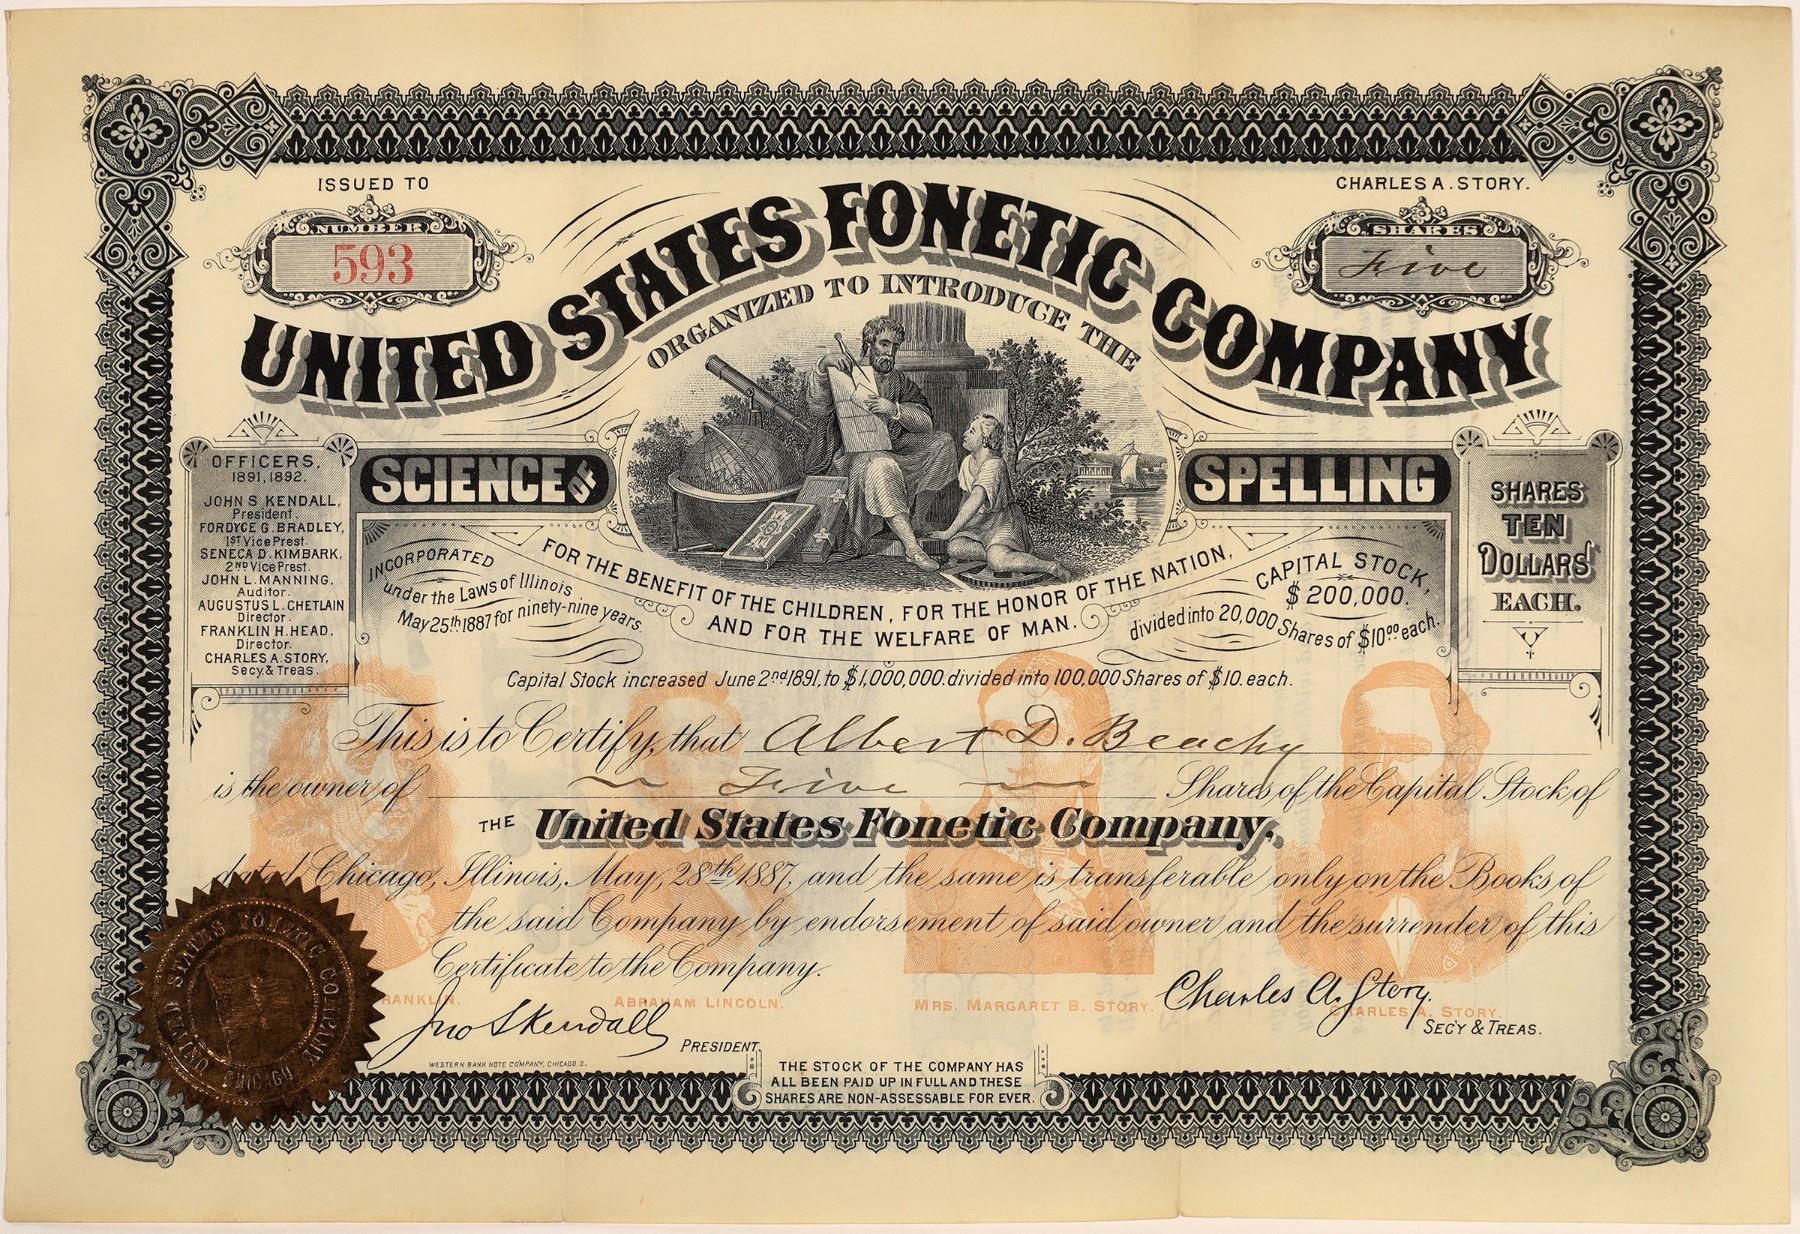 ISSUED TO
CHARLES A. STORY.
NUMBER
593
SHARES
Five
UNITED STATES FONETIC COMPANY
ORGANIZED TO INTRODUCE THE
SCIENCE OF SPELLING
OFFICERS,
1891, 1892.
JOHN S. KENDALL,
President.
FORDYCE G. BRADLEY,
1ST Vice Prest.
SENECA D. KIMBARK,
2ND Vice Prest.
JOHN L. MANNING,
Auditor.
AUGUSTUS L. CHETLAIN
Director.
FRANKLIN H. HEAD,
Director.
CHARLES A. STORY,
Secy & Treas.
INCORPORATED
under the Laws of Illinois
May 25th 1887 for ninety-nine years.
FOR THE BENEFIT OF THE CHILDREN, FOR THE HONOR OF THE NATION,
AND FOR THE WELFARE OF MAN.
CAPITAL STOCK,
$200,000.
divided into 20,000 Shares of $10.00 each.
SHARES
TEN
DOLLARS
EACH.
Capital Stock increased June 2nd 1891, to $1,000,000. divided into 100,000 Shares of $10. each.
This is to Certify, that Albert D. Beachy
is the owner of Five Shares of the Capital Stock of
THE United States Fonetic Company,
dated Chicago, Illinois, May, 28th 1887, and the same is transferable only on the Books of
the said Company by endorsement of said owner and the surrender of this
Certificate to the Company.
UNITED STATES FONETIC COMPANE
CHICAGO
FRANKLIN.
ABRAHAM LINCOLN.
MRS. MARGARET B. STORY.
CHARLES A. STORY.
Jno S Kendall
PRESIDENT.
Charles A. Story.
SEC'Y & TREAS.
WESTERN BANK NOTE COMPANY, CHICAGO. 2.
THE STOCK OF THE COMPANY HAS
ALL BEEN PAID UP IN FULL AND THESE
SHARES ARE NON-ASSESSABLE FOR EVER.